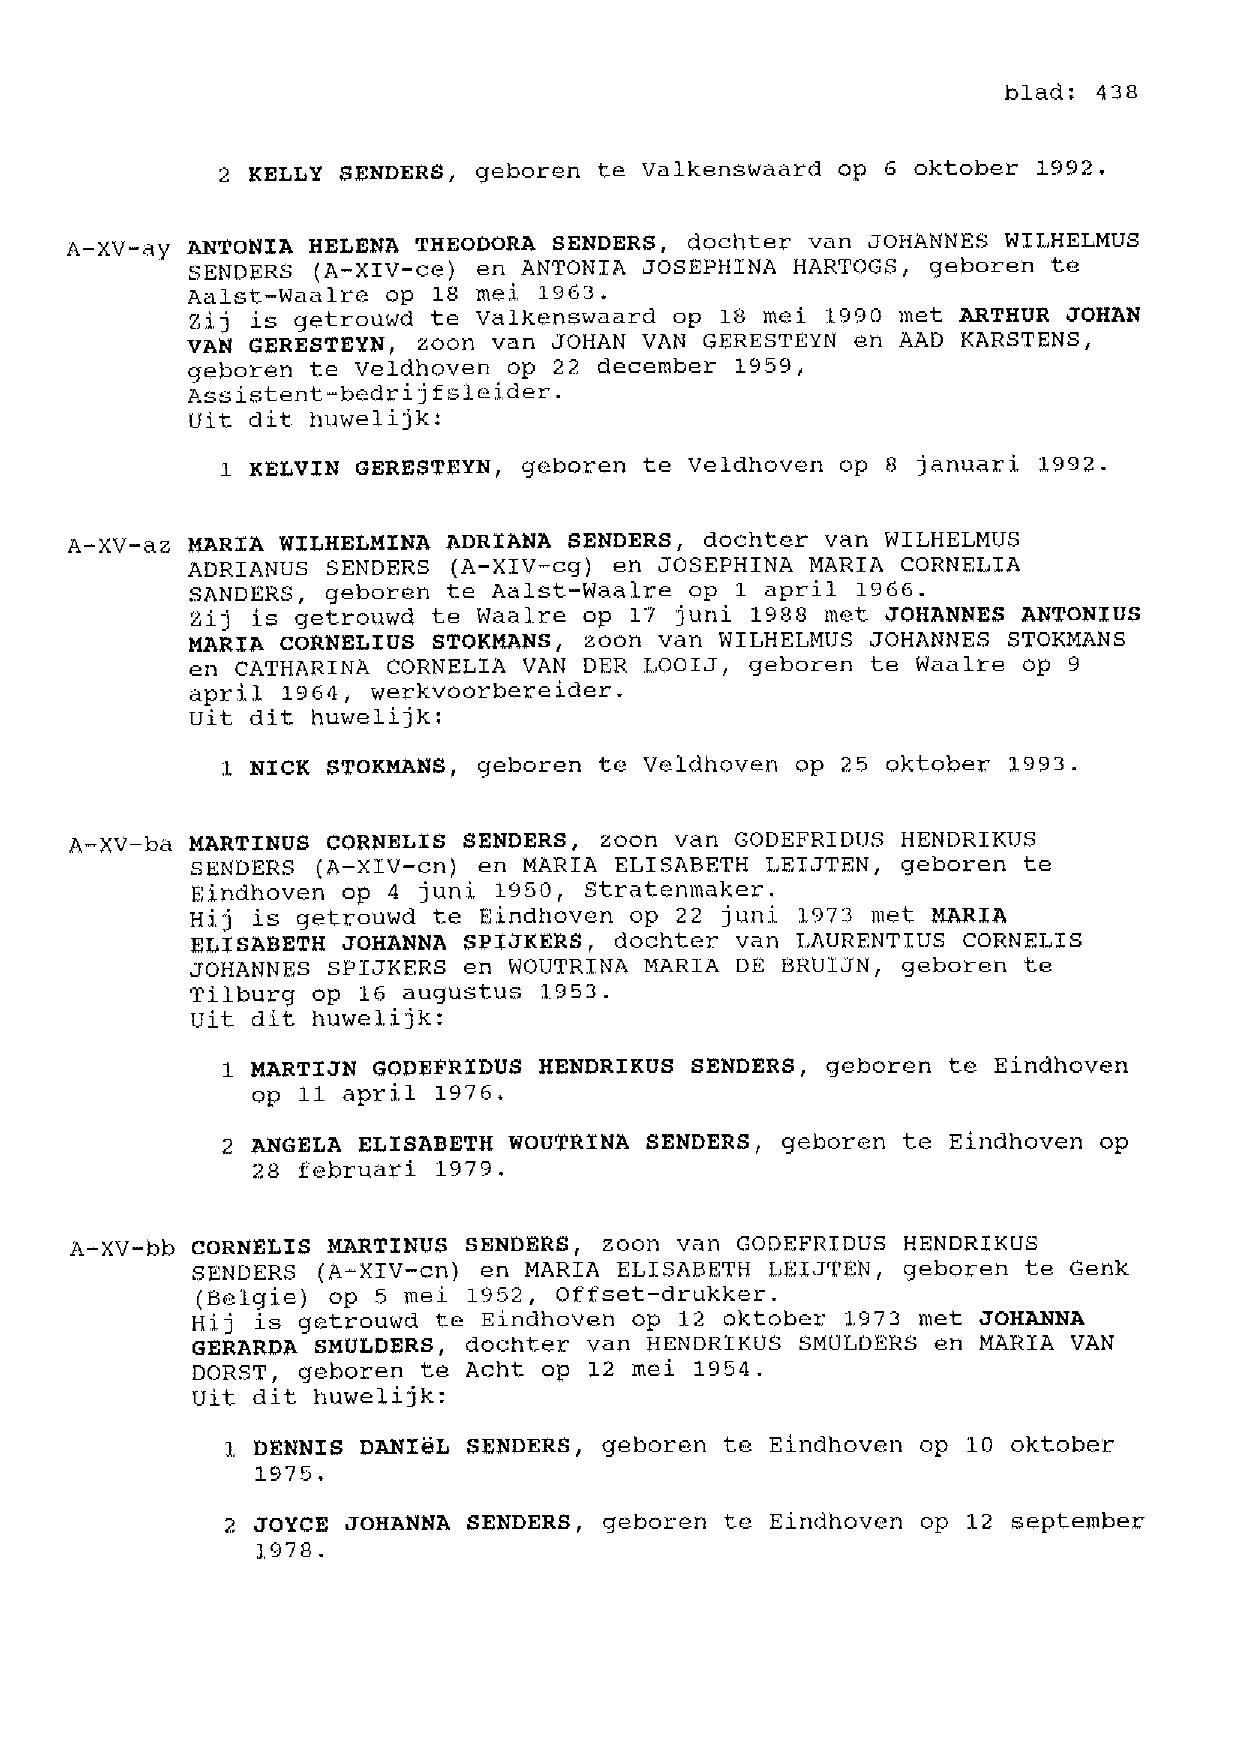 blad: 438
2 KELLY SENDERS, geboren te Valkenswaard op 6 oktober 1992.
A-XV-ay ANTONIA HELENA THEODORA SENDERS, dochter van JOHANNES WILHELMUS
SENDERS (A-XIV-ce) en ANTONIA JOSEPHINA HARTOGS, geboren te
Aalst-Waalre op 18 mei 1963.
Zij is getrouwd te Valkenswaard op 18 mei 1990 met ARTHUR JOHAN
VAN GERESTEYN, zoon van JOHAN VAN GERESTEYN en AAD KARSTENS,
geboren te Veldhoven op 22 december 1959,
Assistent-bedrijfsleider.
Uit dit huwelijk:
1 KELVIN GERESTEYN, geboren te Veldhoven op 8 januari 1992.
A-XV-az MARIA WILHELMINA ADRIANA SENDERS, dochter van WILHELMUS
ADRIANUS SENDERS (A-XIV-cg) en JOSEPHINA MARIA CORNELIA
SANDERS, geboren te Aalst-Waalre op 1 april 1966.
Zij is getrouwd te Waalre op 17 juni 1988 met JOHANNES ANTONIUS
MARIA CORNELIUS STOKMANS, zoon van WILHELMUS JOHANNES STOKMANS
en CATHARINA CORNELIA VAN DER LOOIJ, geboren te Waalre op 9
april 1964, werkvoorbereider.
Uit dit huwelijk:
1 NICK STOKMANS, geboren te Veldhoven op 25 oktober 1993.
A-XV-ba MARTINUS CORNELIS SENDERS, zoon van GODEFRIDUS HENDRIKUS
SENDERS (A-XIV-cn) en MARIA ELISABETH LEIJTEN, geboren te
Eindhoven op 4 juni 1950, Stratenmaker.
Hij is getrouwd te Eindhoven op 22 juni 1973 met MARIA
ELISABETH JOHANNA SPIJKERS, dochter van LAURENTIUS CORNELIS
JOHANNES SPIJKERS en WOUTRINA MARIA DE BRUIJN, geboren te
Tilburg op 16 augustus 1953.
Uit dit huwelijk:
1 MARTIJN GODEFRIDUS HENDRIKUS SENDERS, geboren te Eindhoven
op 11 april 1976.
2 ANGELA ELISABETH WOUTRINA SENDERS, geboren te Eindhoven op
28 februari 1979.
A-XV-bb CORNELIS MARTINUS SENDERS, zoon van GODEFRIDUS HENDRIKUS
SENDERS (A-XIV-cn) en MARIA ELISABETH LEIJTEN, geboren te Genk
(Belgie) op 5 mei 1952, Offset-drukker.
Hij is getrouwd te Eindhoven op 12 oktober 1973 met JOHANNA
GERARDA SMULDERS, dochter van HENDRIKUS SMULDERS en MARIA VAN
DORST, geboren te Acht op 12 mei 1954.
Uit dit huwelijk:
1 DENNIS DANIëL SENDERS, geboren te Eindhoven op 10 oktober
1975.
2 JOYCE JOHANNA SENDERS, geboren te Eindhoven op 12 september
1978.